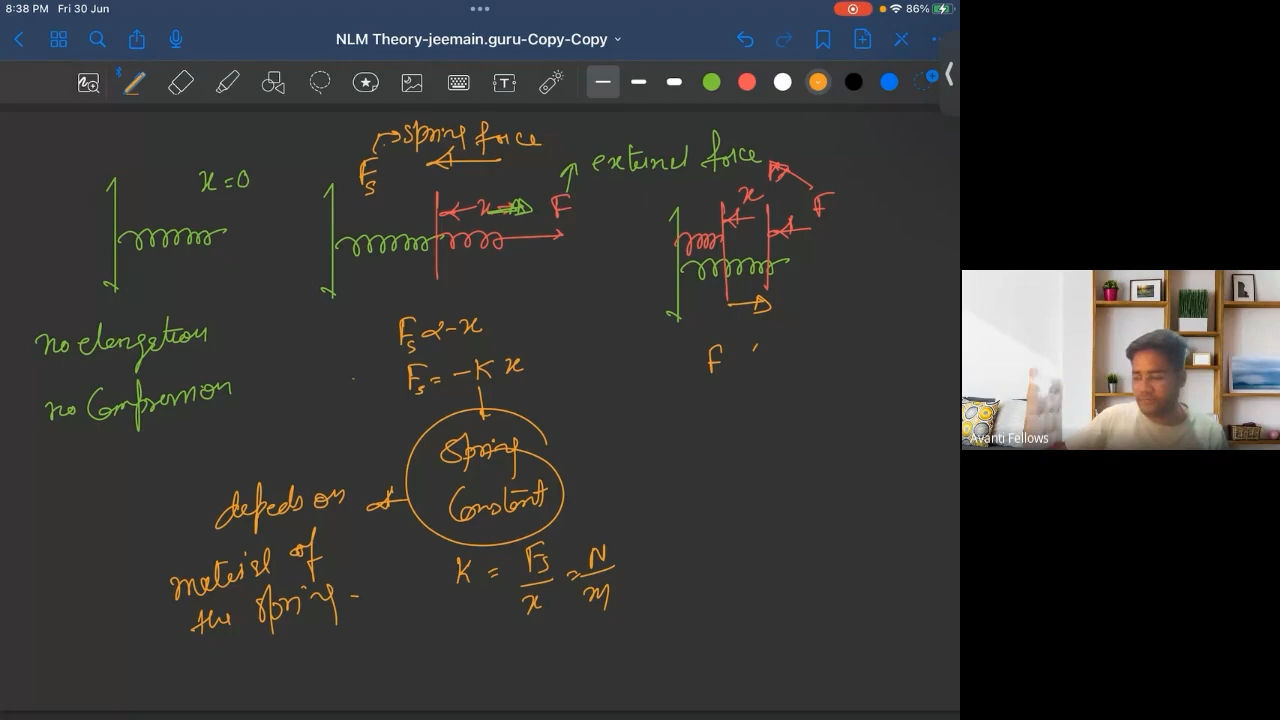 8:38 PM Fri 30 Jun
86%
NLM Theory-jeemain.guru-Copy-Copy
T
x=0
Fs
spring force
external force
x
F
x
F
no elongation
no Compression
Fs ∝ -x
Fs = -K x
F
Spring
Constant
depends on
material of
the spring
K = Fs/x = N/m
Avanti Fellows